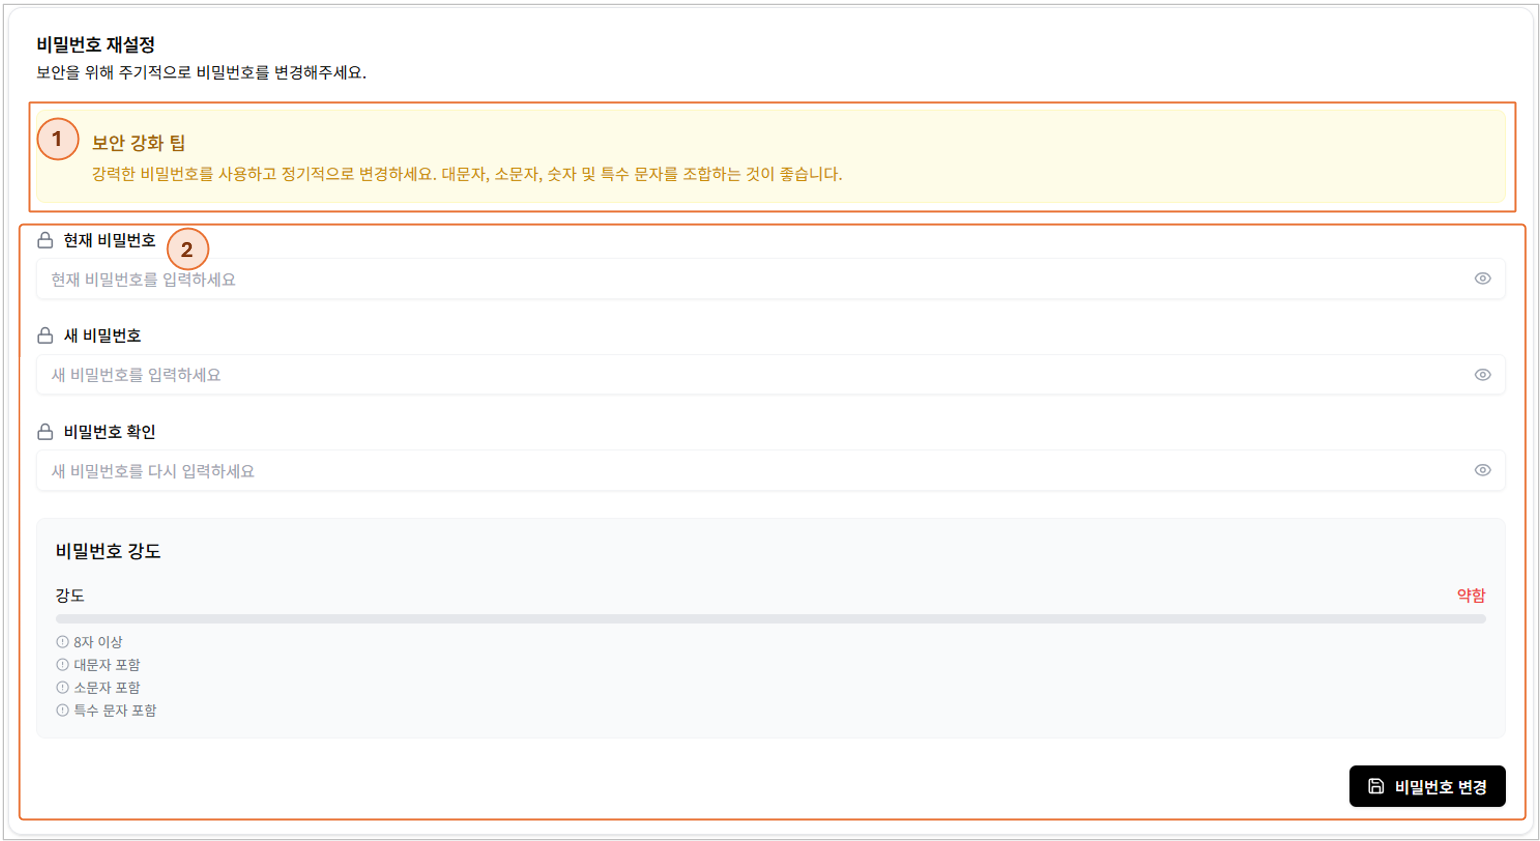 비밀번호 재설정
보안을 위해 주기적으로 비밀번호를 변경해주세요.
1
보안 강화 팁
강력한 비밀번호를 사용하고 정기적으로 변경하세요. 대문자, 소문자, 숫자 및 특수 문자를 조합하는 것이 좋습니다.
현재 비밀번호
2
현재 비밀번호를 입력하세요
새 비밀번호
새 비밀번호를 입력하세요
비밀번호 확인
새 비밀번호를 다시 입력하세요
비밀번호 강도
강도
약함
8자 이상
대문자 포함
소문자 포함
특수 문자 포함
비밀번호 변경